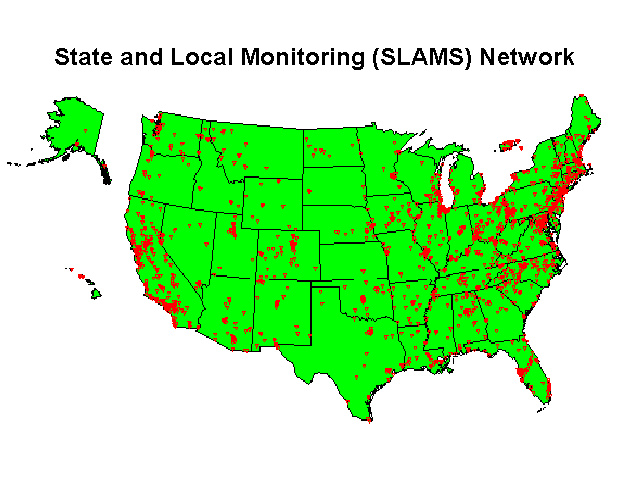 State and Local Monitoring (SLAMS) Network